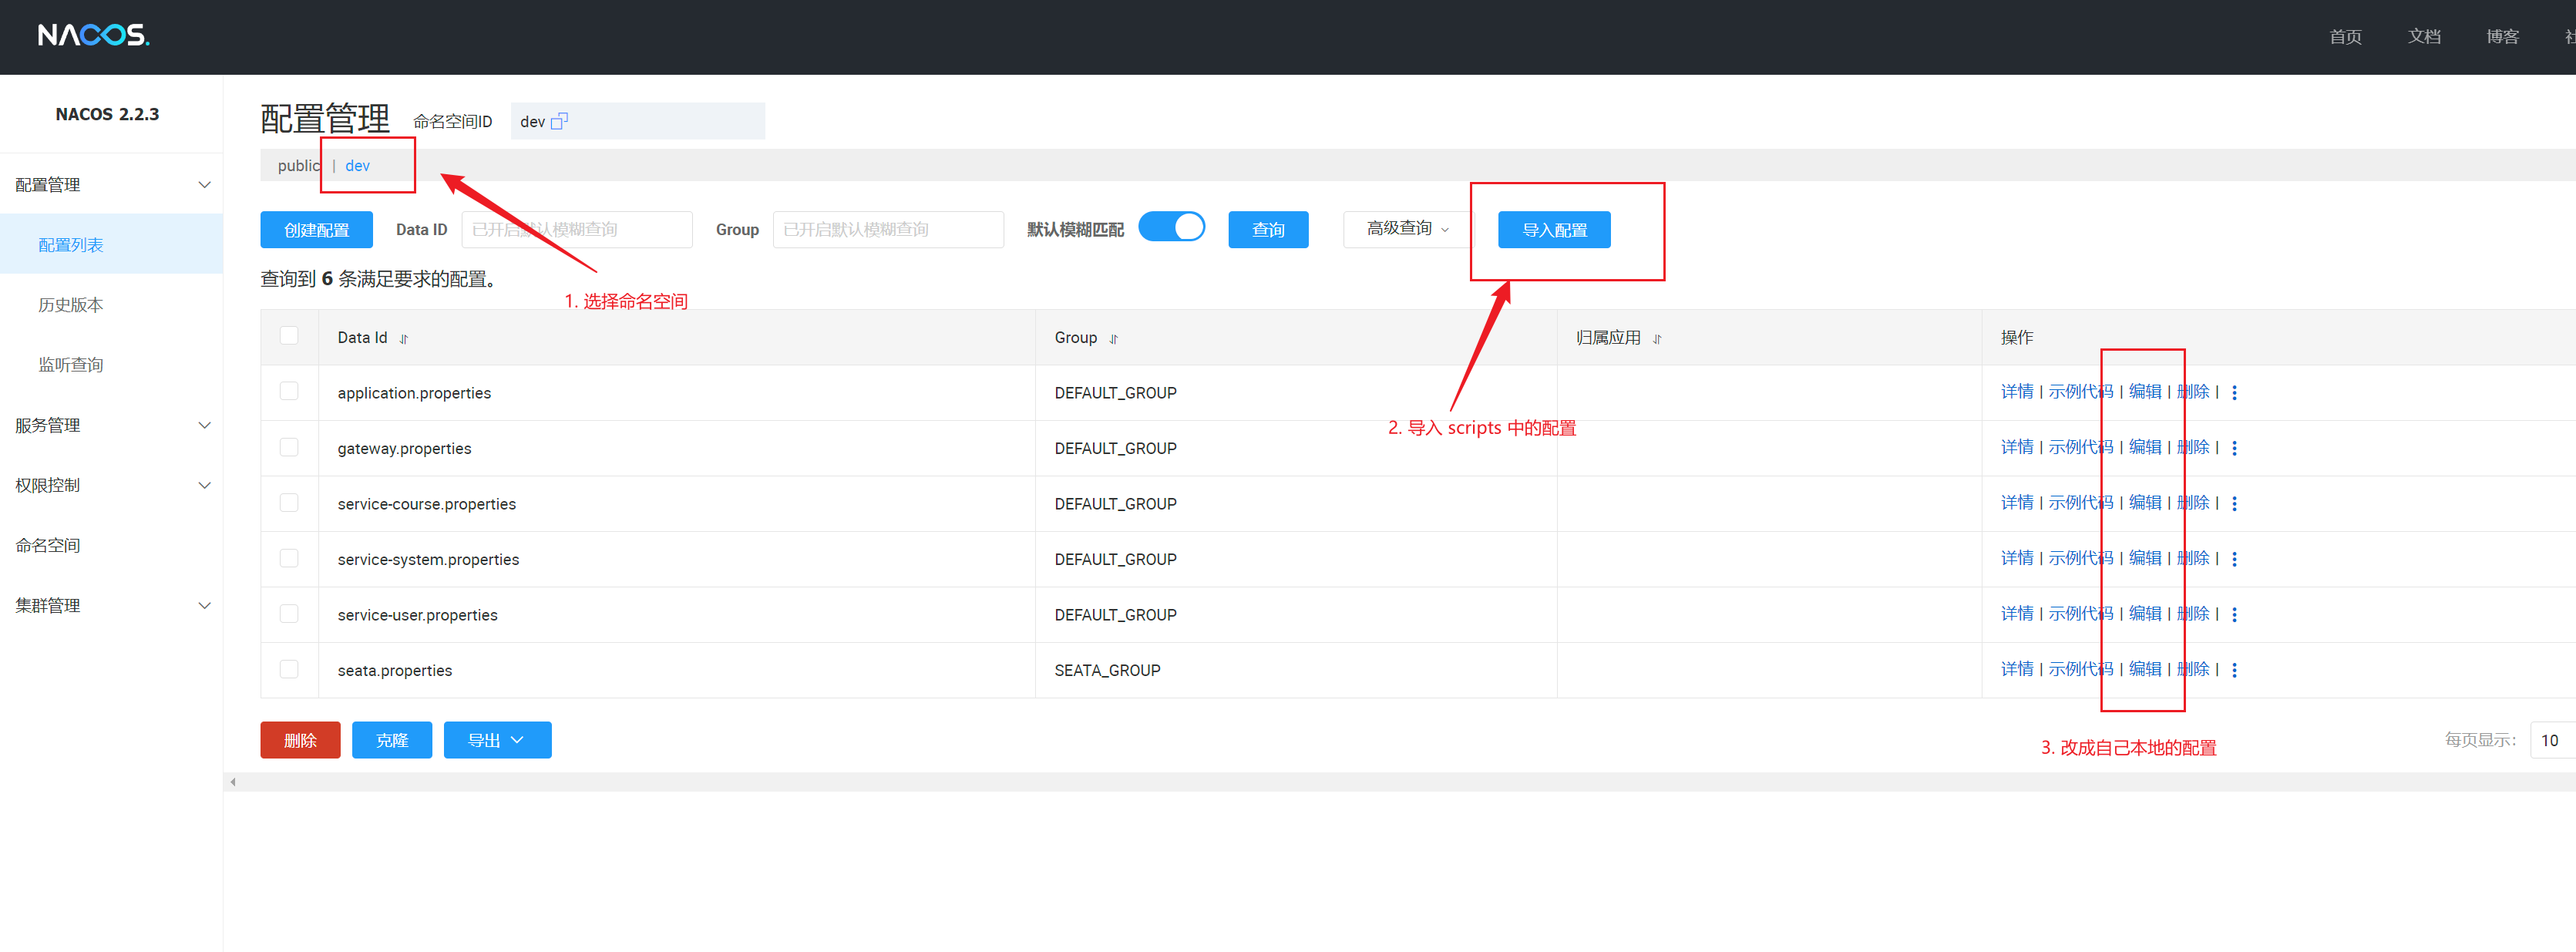 NACOS.
首页 文档 博客
NACOS 2.2.3
配置管理
配置列表
历史版本
监听查询
服务管理
权限控制
命名空间
集群管理
配置管理 命名空间ID dev
public | dev
创建配置 Data ID 已开启默认模糊查询 Group 已开启默认模糊查询 默认模糊匹配 查询 高级查询 导入配置
查询到 6 条满足要求的配置。
1. 选择命名空间
Data Id Group 归属应用 操作
application.properties DEFAULT_GROUP 详情 | 示例代码 | 编辑 | 删除 |
2. 导入 scripts 中的配置
gateway.properties DEFAULT_GROUP 详情 | 示例代码 | 编辑 | 删除 |
service-course.properties DEFAULT_GROUP 详情 | 示例代码 | 编辑 | 删除 |
service-system.properties DEFAULT_GROUP 详情 | 示例代码 | 编辑 | 删除 |
service-user.properties DEFAULT_GROUP 详情 | 示例代码 | 编辑 | 删除 |
seata.properties SEATA_GROUP 详情 | 示例代码 | 编辑 | 删除 |
删除 克隆 导出 每页显示： 10
3. 改成自己本地的配置